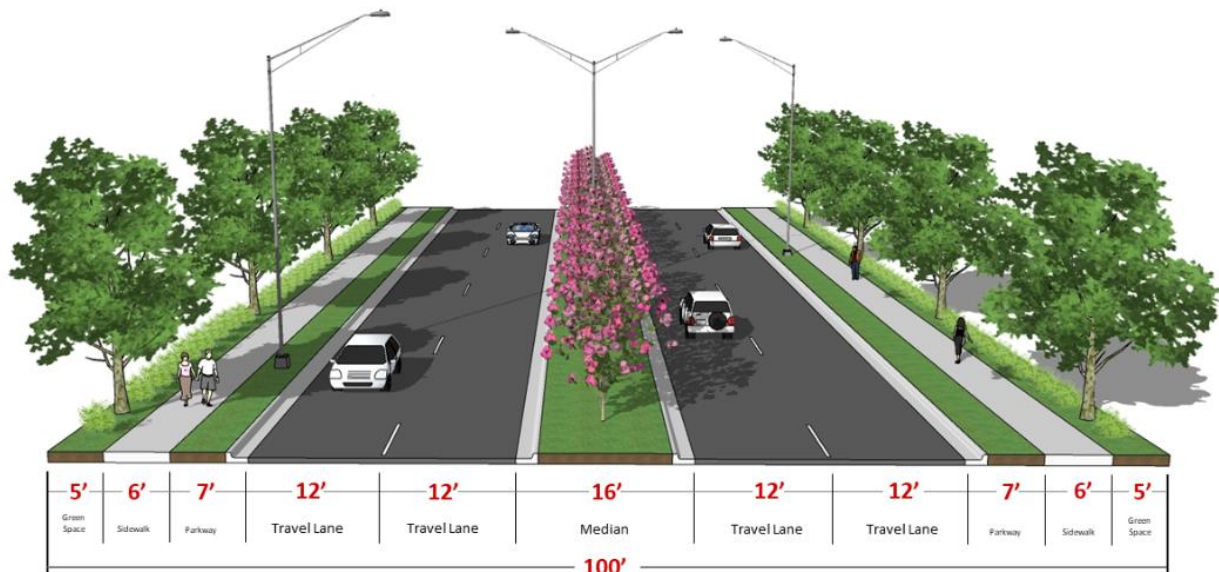 5' 6' 7' 12' 12' 16' 12' 12' 7' 6' 5'
Green Space Sidewalk Parkway Travel Lane Travel Lane Median Travel Lane Travel Lane Parkway Sidewalk Green Space
100'